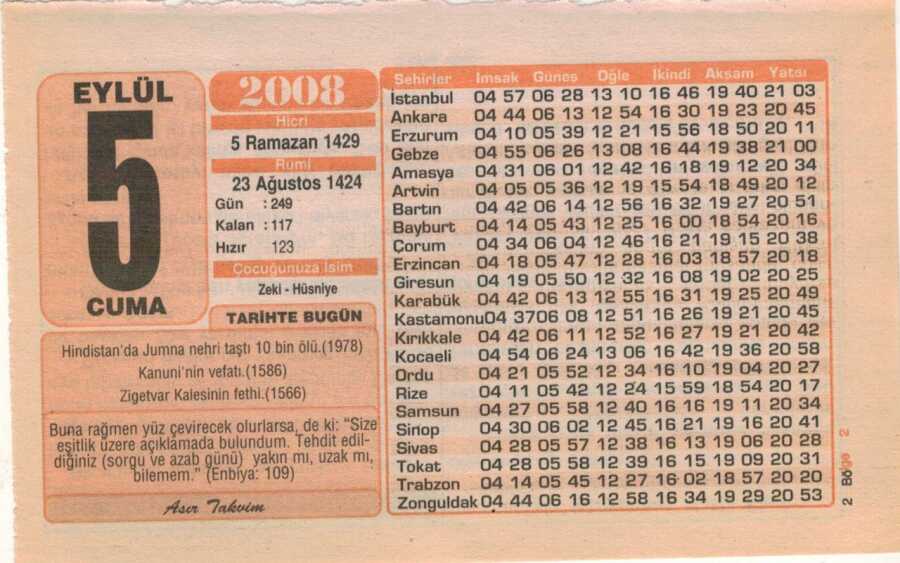 EYLÜL
5
CUMA
2008
Hicri
5 Ramazan 1429
Rumi
23 Ağustos 1424
Gün : 249
Kalan : 117
Hızır 123
Çocuğunuza İsim
Zeki - Hüsniye
TARİHTE BUGÜN
Hindistan'da Jumna nehri taştı 10 bin ölü.(1978)
Kanuni'nin vefatı.(1586)
Zigetvar Kalesinin fethi.(1566)
Buna rağmen yüz çevirecek olurlarsa, de ki: "Size
eşitlik üzere açıklamada bulundum. Tehdit edil-
diğiniz (sorgu ve azab günü) yakın mı, uzak mı,
bilemem." (Enbiya: 109)
Asır Takvim
Şehirler İmsak Güneş Öğle İkindi Akşam Yatsı
İstanbul 04 57 06 28 13 10 16 46 19 40 21 03
Ankara 04 44 06 13 12 54 16 30 19 23 20 45
Erzurum 04 10 05 39 12 21 15 56 18 50 20 11
Gebze 04 55 06 26 13 08 16 44 19 38 21 00
Amasya 04 31 06 01 12 42 16 18 19 12 20 34
Artvin 04 05 05 36 12 19 15 54 18 49 20 12
Bartın 04 42 06 14 12 56 16 32 19 27 20 51
Bayburt 04 14 05 43 12 25 16 00 18 54 20 16
Çorum 04 34 06 04 12 46 16 21 19 15 20 38
Erzincan 04 18 05 47 12 28 16 03 18 57 20 18
Giresun 04 19 05 50 12 32 16 08 19 02 20 25
Karabük 04 42 06 13 12 55 16 31 19 25 20 49
Kastamonu04 3706 08 12 51 16 26 19 21 20 45
Kırıkkale 04 42 06 11 12 52 16 27 19 21 20 42
Kocaeli 04 54 06 24 13 06 16 42 19 36 20 58
Ordu 04 21 05 52 12 34 16 10 19 04 20 27
Rize 04 11 05 42 12 24 15 59 18 54 20 17
Samsun 04 27 05 58 12 40 16 16 19 11 20 34
Sinop 04 30 06 02 12 45 16 21 19 16 20 41
Sivas 04 28 05 57 12 38 16 13 19 06 20 28
Tokat 04 28 05 58 12 39 16 15 19 09 20 31
Trabzon 04 14 05 45 12 27 16 02 18 57 20 20
Zonguldak 04 44 06 16 12 58 16 34 19 29 20 53
2 Bölge 2